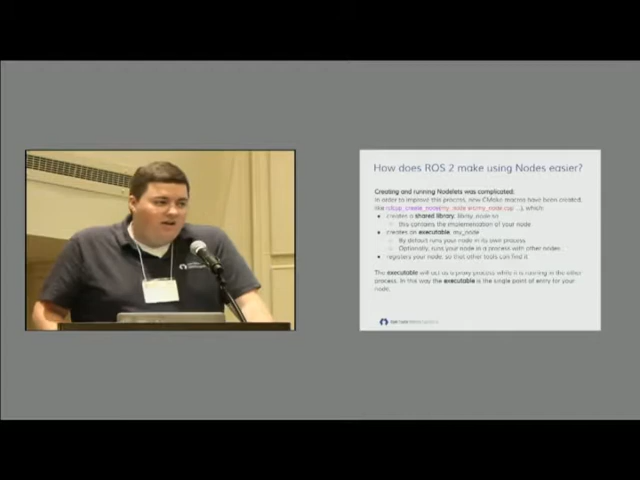 How does ROS 2 make using Nodes easier?
Creating and running Nodelets was complicated.
In order to improve this process, new CMake macros have been created
like
which:
creates a shared library, libmy_node.so
this contains the implementation of your node
creates an executable, my_node
By default runs your node in its own process
Optionally, runs your node in a process with other nodes...
registers your node, so that other tools can find it
The executable will act as a proxy process while it is running in the other
process. In this way the executable is the single point of entry for your
node.